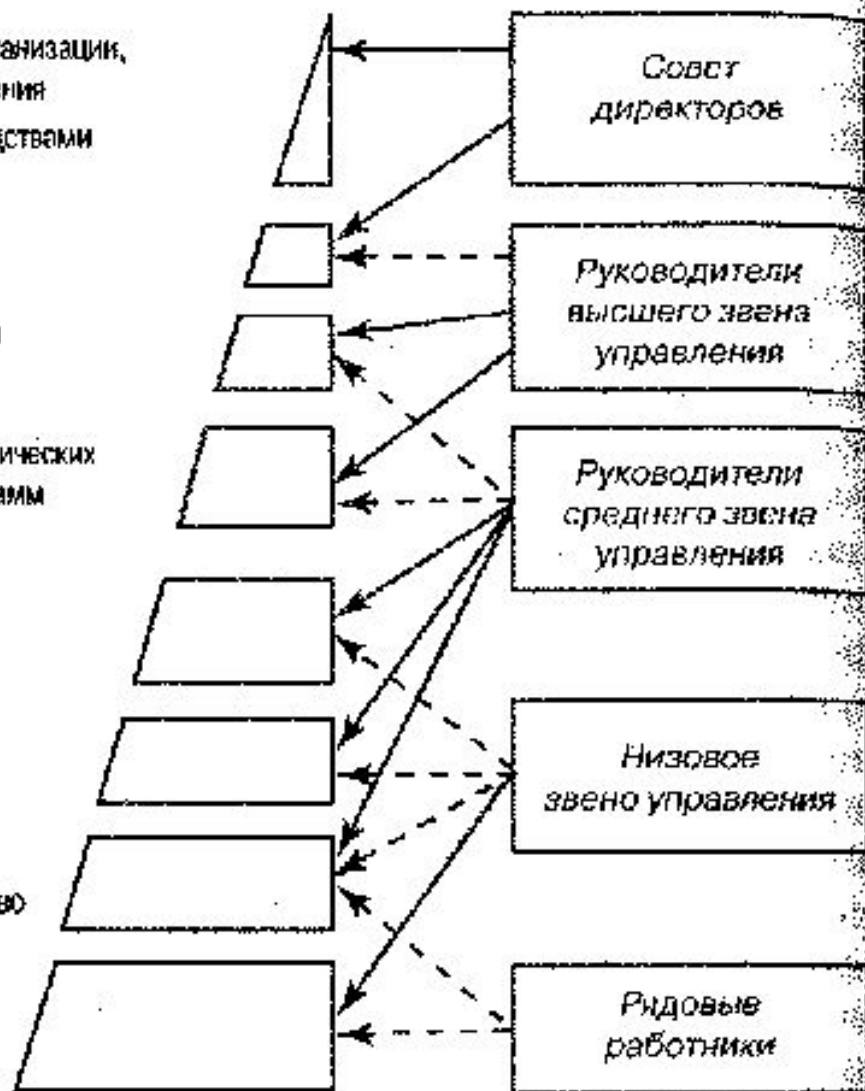 анизации,
ния
дствами
ических
амм
во
Совет
директоров
Руководители
высшего звена
управления
Руководители
среднего звена
управления
Низовое
звено управления
Рядовые
работники